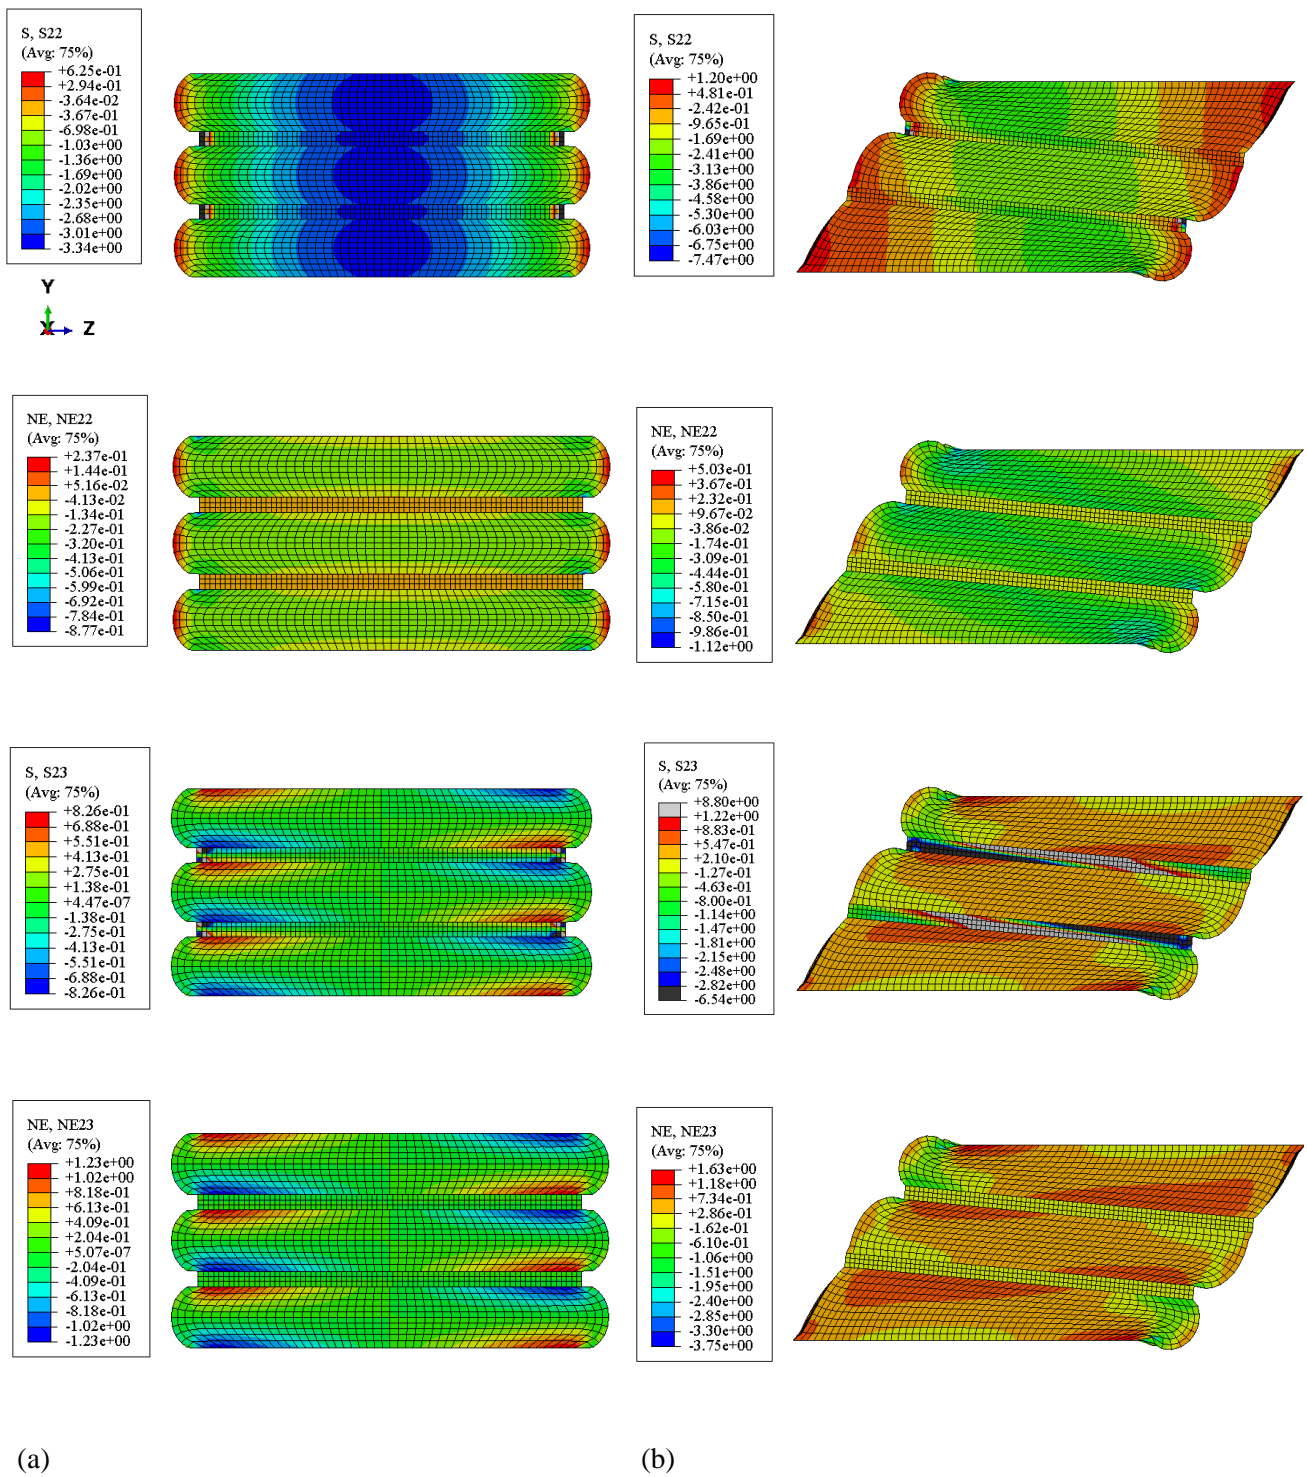 S, S22
(Avg: 75%)
+6.25e-01
+2.94e-01
-3.64e-02
-3.67e-01
-6.98e-01
-1.03e+00
-1.36e+00
-1.69e+00
-2.02e+00
-2.35e+00
-2.68e+00
-3.01e+00
-3.34e+00
Y
X
Z
S, S22
(Avg: 75%)
+1.20e+00
+4.81e-01
-2.42e-01
-9.65e-01
-1.69e+00
-2.41e+00
-3.13e+00
-3.86e+00
-4.58e+00
-5.30e+00
-6.03e+00
-6.75e+00
-7.47e+00
NE, NE22
(Avg: 75%)
+2.37e-01
+1.44e-01
+5.16e-02
-4.13e-02
-1.34e-01
-2.27e-01
-3.20e-01
-4.13e-01
-5.06e-01
-5.99e-01
-6.92e-01
-7.84e-01
-8.77e-01
NE, NE22
(Avg: 75%)
+5.03e-01
+3.67e-01
+2.32e-01
+9.67e-02
-3.86e-02
-1.74e-01
-3.09e-01
-4.44e-01
-5.80e-01
-7.15e-01
-8.50e-01
-9.86e-01
-1.12e+00
S, S23
(Avg: 75%)
+8.26e-01
+6.88e-01
+5.51e-01
+4.13e-01
+2.75e-01
+1.38e-01
+4.47e-07
-1.38e-01
-2.75e-01
-4.13e-01
-5.51e-01
-6.88e-01
-8.26e-01
S, S23
(Avg: 75%)
+8.80e+00
+1.22e+00
+8.83e-01
+5.47e-01
+2.10e-01
-1.27e-01
-4.63e-01
-8.00e-01
-1.14e+00
-1.47e+00
-1.81e+00
-2.15e+00
-2.48e+00
-2.82e+00
-6.54e+00
NE, NE23
(Avg: 75%)
+1.23e+00
+1.02e+00
+8.18e-01
+6.13e-01
+4.09e-01
+2.04e-01
+5.07e-07
-2.04e-01
-4.09e-01
-6.13e-01
-8.18e-01
-1.02e+00
-1.23e+00
NE, NE23
(Avg: 75%)
+1.63e+00
+1.18e+00
+7.34e-01
+2.86e-01
-1.62e-01
-6.10e-01
-1.06e+00
-1.51e+00
-1.95e+00
-2.40e+00
-2.85e+00
-3.30e+00
-3.75e+00
(a)
(b)